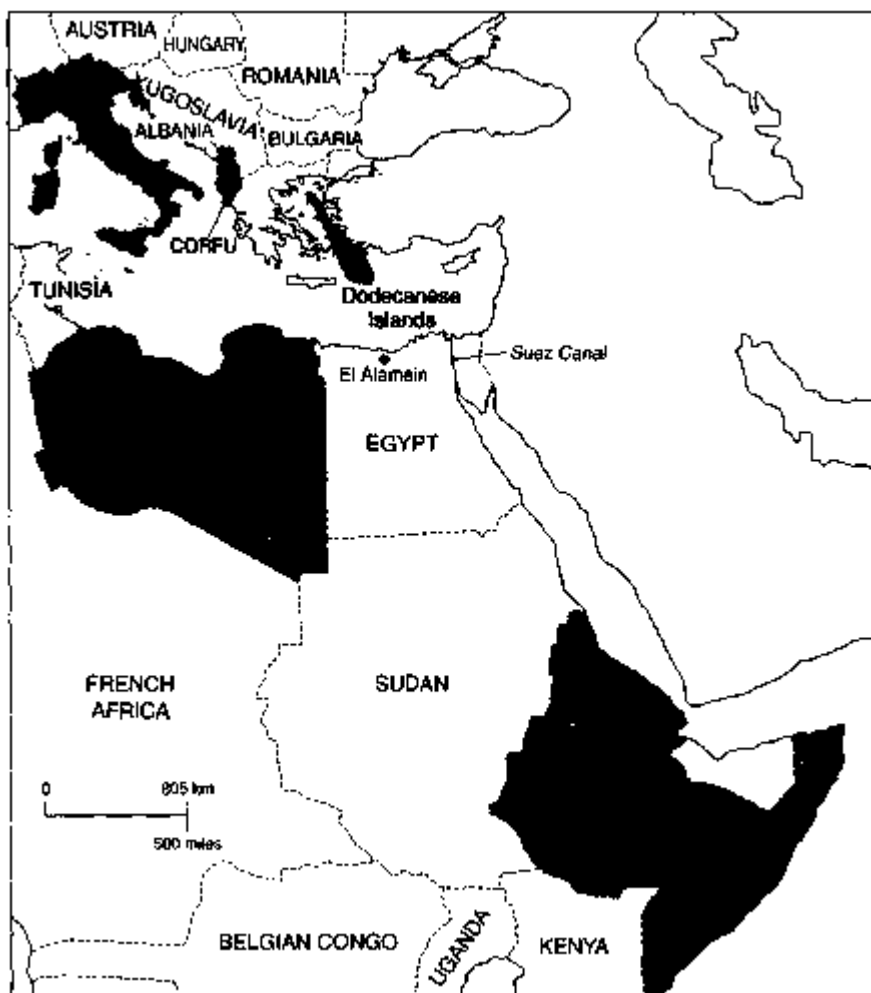 AUSTRIA
HUNGARY
ROMANIA
YUGOSLAVIA
ALBANIA
BULGARIA
CORFU
TUNISIA
Dodecanese
Islands
Suez Canal
El Alamein
EGYPT
FRENCH
AFRICA
SUDAN
0 805 km
500 miles
BELGIAN CONGO
UGANDA
KENYA